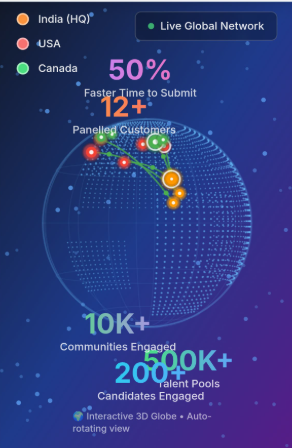 India (HQ)
Live Global Network
USA
Canada
50%
Faster Time to Submit
12+
Panelled Customers
10K+
Communities Engaged
500K+
200+
Talent Pools
Candidates Engaged
🌍 Interactive 3D Globe • Auto-
rotating view